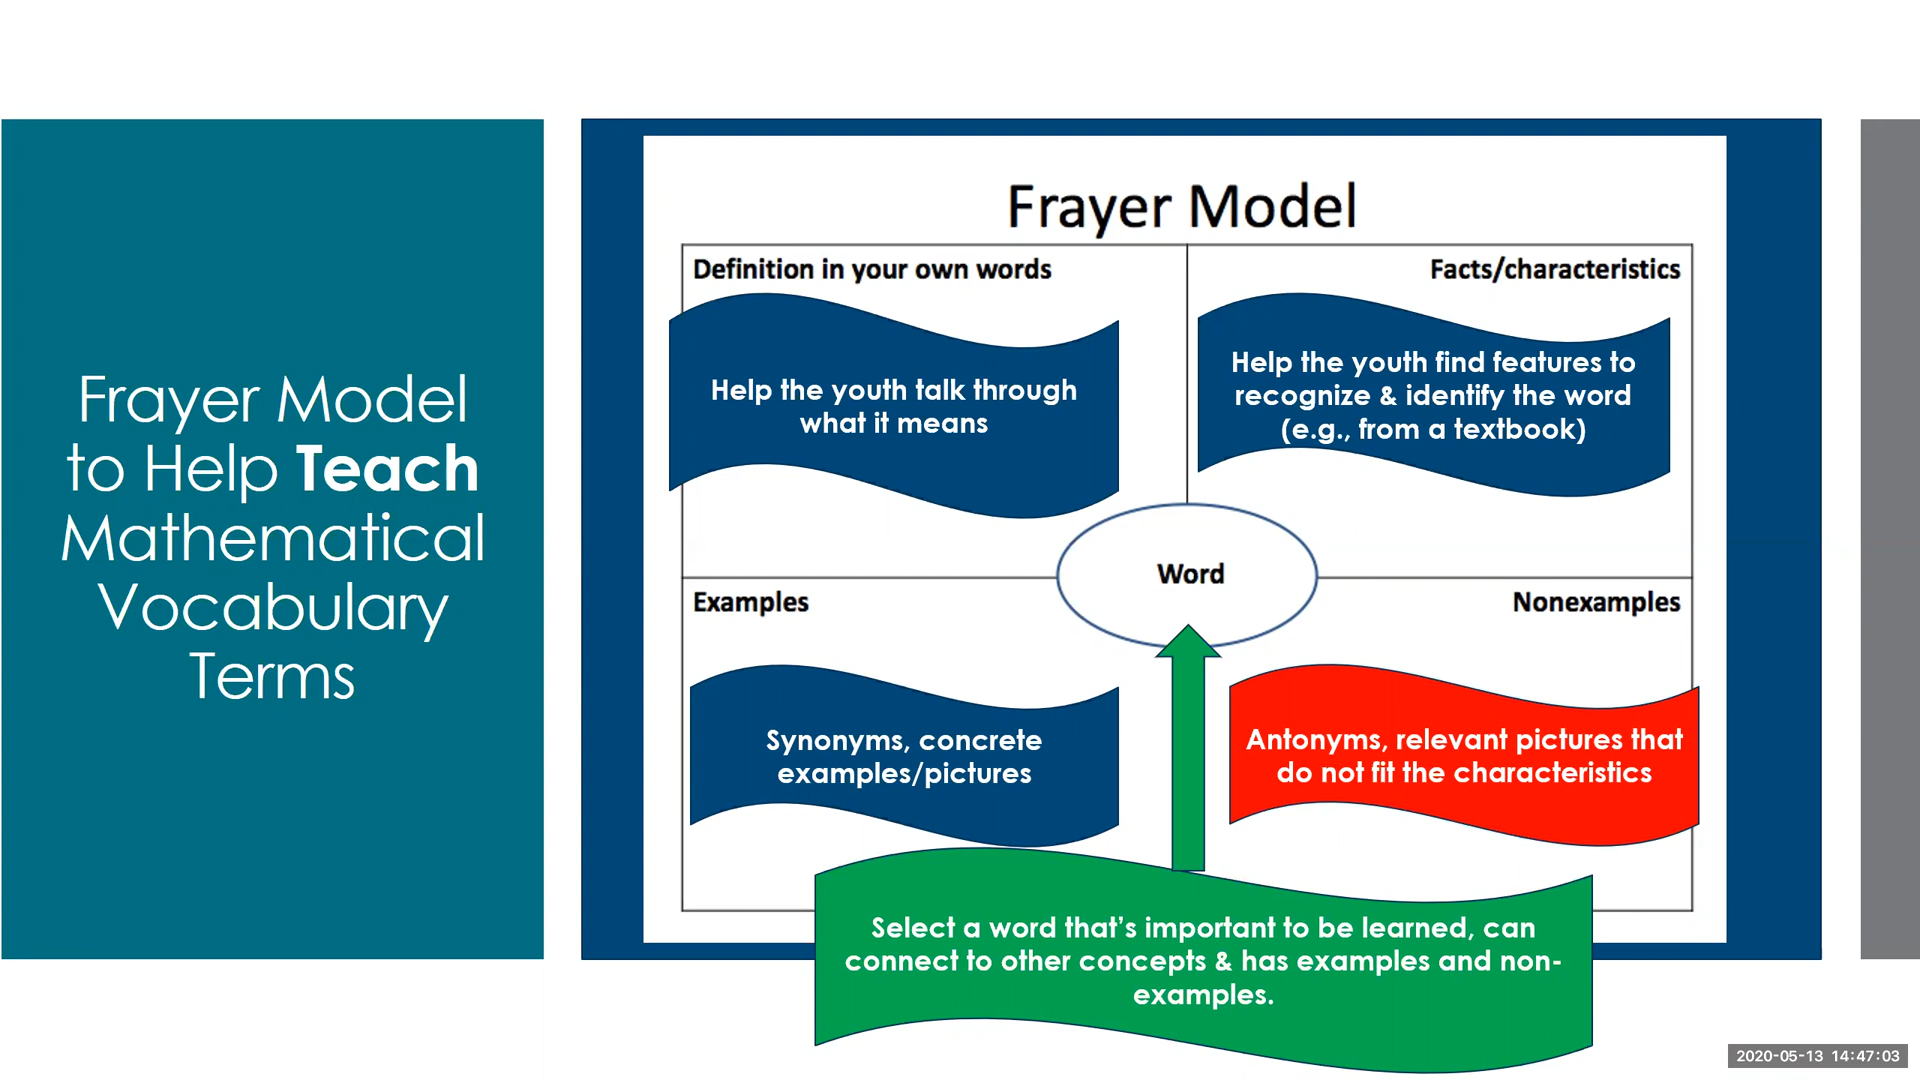 Frayer Model
to Help Teach
Mathematical
Vocabulary
Terms
Frayer Model
Definition in your own words
Facts/characteristics
Help the youth talk through
what it means
Help the youth find features to
recognize & identify the word
(e.g., from a textbook)
Word
Examples
Nonexamples
Synonyms, concrete
examples/pictures
Antonyms, relevant pictures that
do not fit the characteristics
Select a word that’s important to be learned, can
connect to other concepts & has examples and non-
examples.
2020-05-13 14:47:03